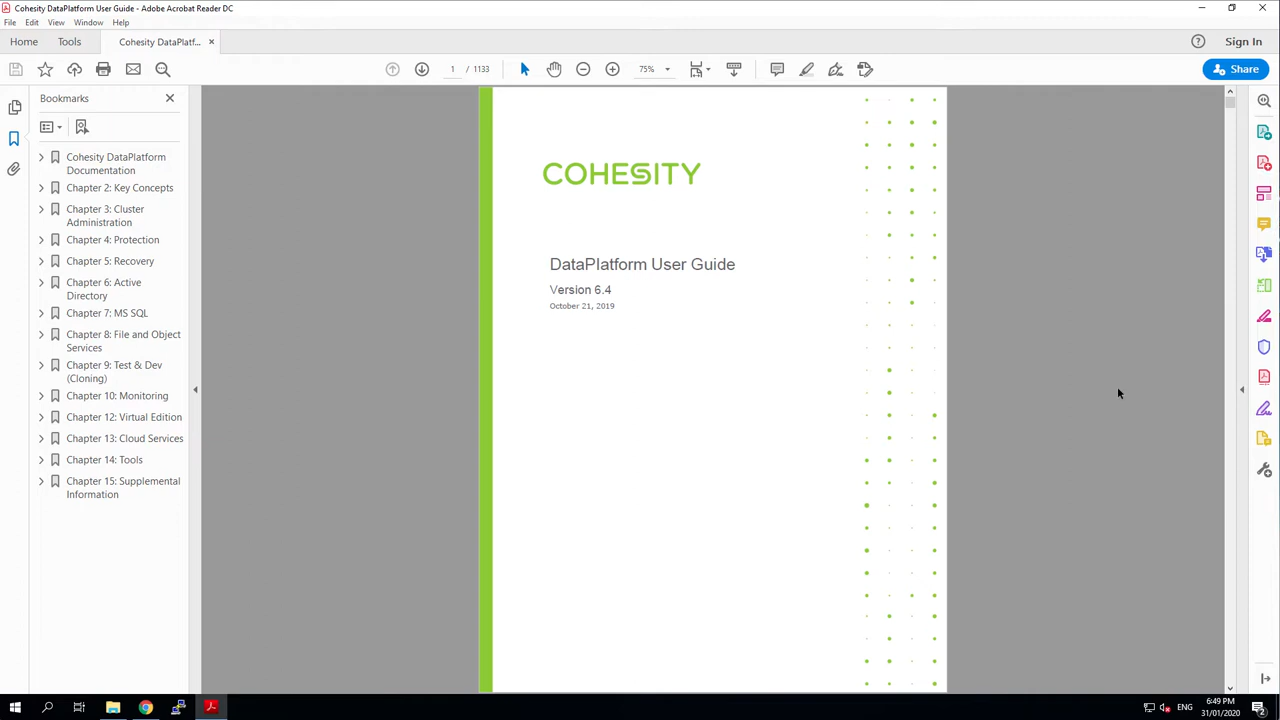 Cohesity DataPlatform User Guide - Adobe Acrobat Reader DC
File Edit View Window Help
Home Tools Cohesity DataPlatf... × Sign In
1 / 1133 75% Share
Bookmarks
Cohesity DataPlatform
Documentation
Chapter 2: Key Concepts
Chapter 3: Cluster
Administration
Chapter 4: Protection
Chapter 5: Recovery
Chapter 6: Active
Directory
Chapter 7: MS SQL
Chapter 8: File and Object
Services
Chapter 9: Test & Dev
(Cloning)
Chapter 10: Monitoring
Chapter 12: Virtual Edition
Chapter 13: Cloud Services
Chapter 14: Tools
Chapter 15: Supplemental
Information
COHESITY
DataPlatform User Guide
Version 6.4
October 21, 2019
ENG
6:49 PM
31/01/2020
2